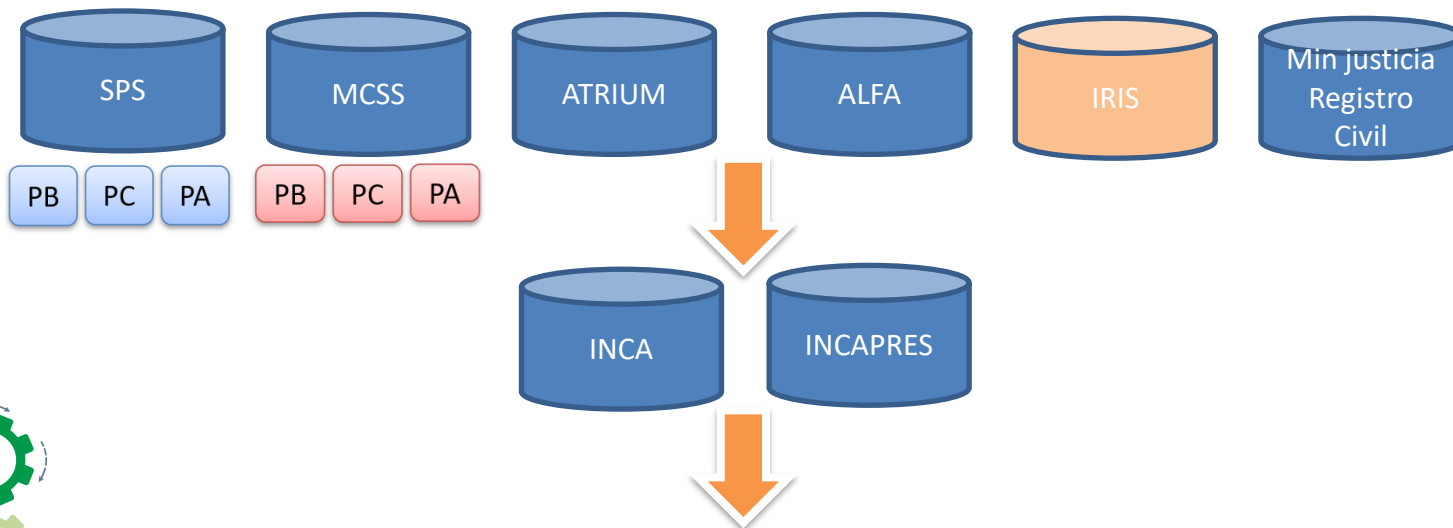 SPS
MCSS
ATRIUM
ALFA
IRIS
Min justicia
Registro
Civil
PB
PC
PA
PB
PC
PA
INCA
INCAPRES